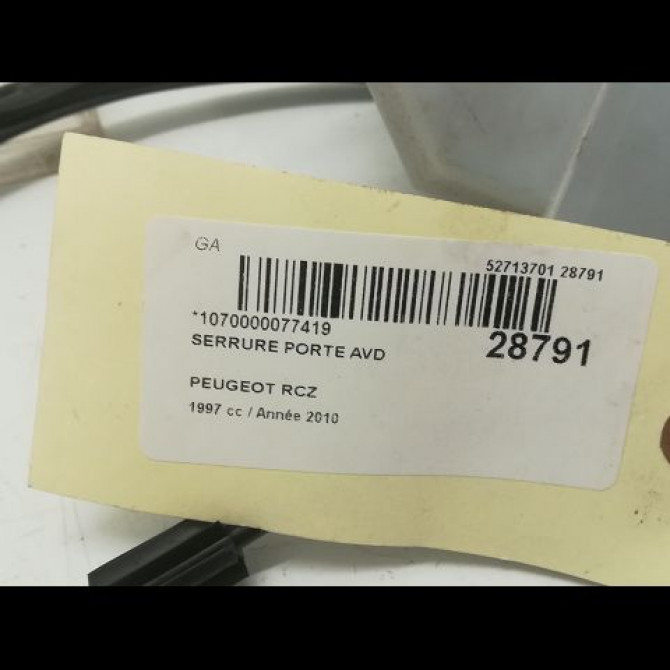 GA
52713701 28791
*1070000077419
28791
SERRURE PORTE AVD
PEUGEOT RCZ
1997 cc / Année 2010